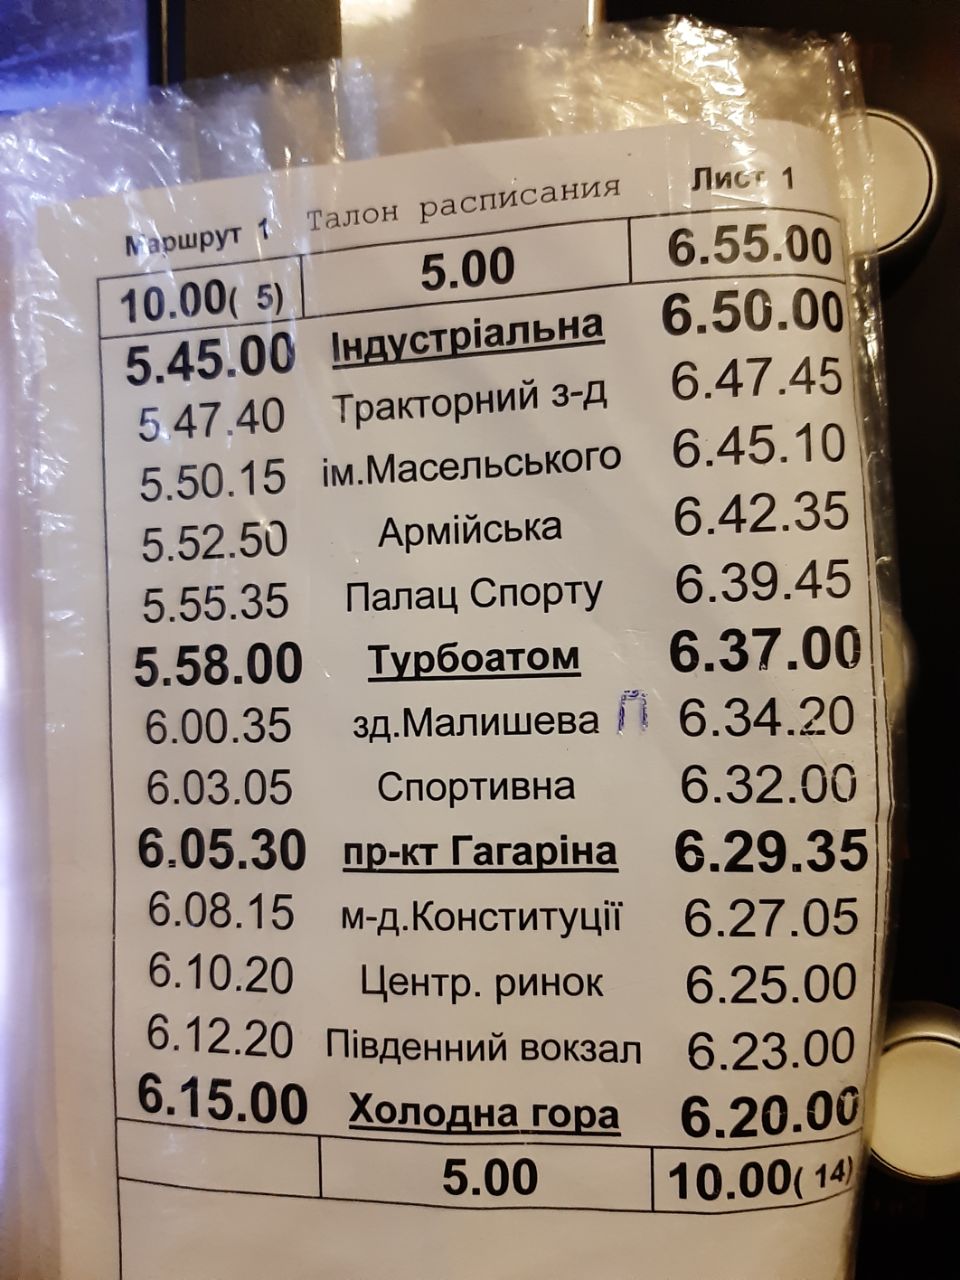 Маршрут 1 Талон расписания Лист 1
10.00( 5) 5.00 6.55.00
5.45.00 Індустріальна 6.50.00
5.47.40 Тракторний з-д 6.47.45
5.50.15 ім.Масельського 6.45.10
5.52.50 Армійська 6.42.35
5.55.35 Палац Спорту 6.39.45
5.58.00 Турбоатом 6.37.00
6.00.35 зд.Малишева П 6.34.20
6.03.05 Спортивна 6.32.00
6.05.30 пр-кт Гагаріна 6.29.35
6.08.15 м-д.Конституції 6.27.05
6.10.20 Центр. ринок 6.25.00
6.12.20 Південний вокзал 6.23.00
6.15.00 Холодна гора 6.20.00
5.00 10.00( 14)